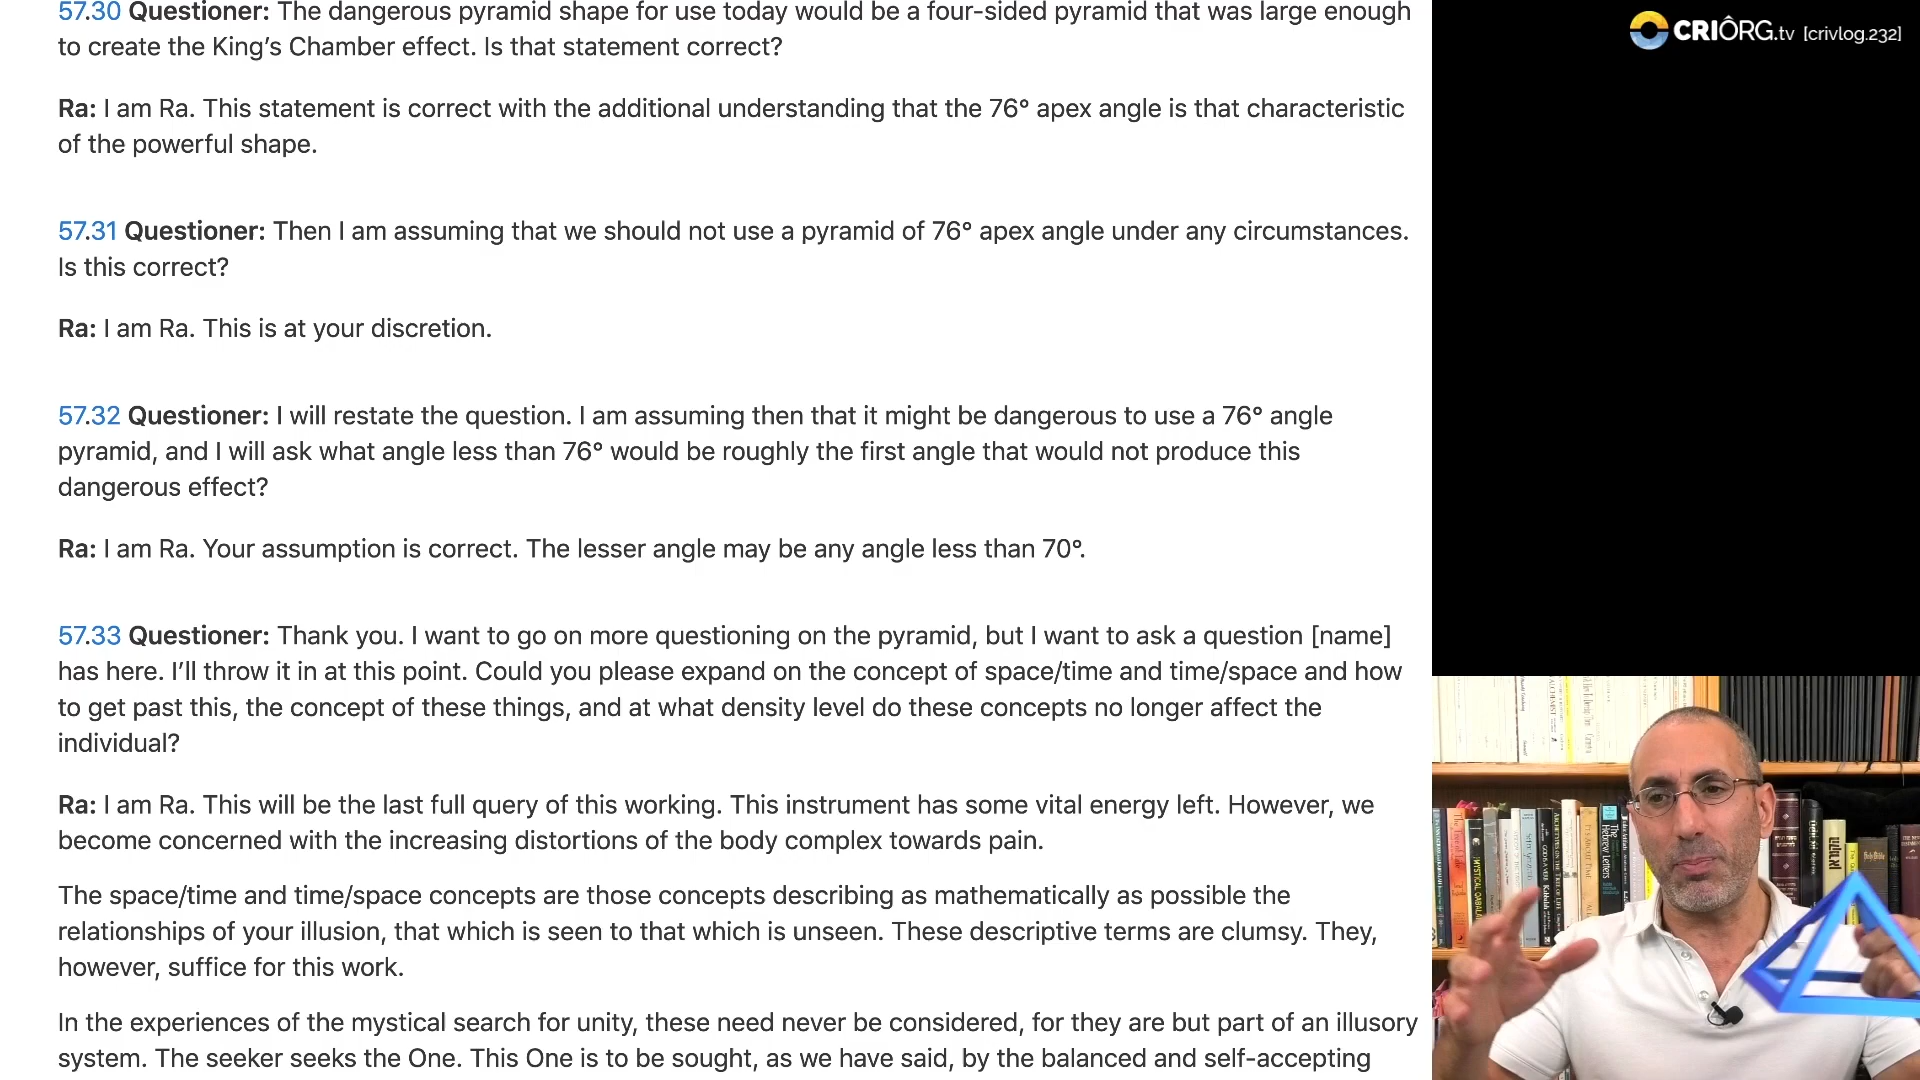 57.30 Questioner: The dangerous pyramid shape for use today would be a four-sided pyramid that was large enough
to create the King’s Chamber effect. Is that statement correct?
Ra: I am Ra. This statement is correct with the additional understanding that the 76° apex angle is that characteristic
of the powerful shape.
57.31 Questioner: Then I am assuming that we should not use a pyramid of 76° apex angle under any circumstances.
Is this correct?
Ra: I am Ra. This is at your discretion.
57.32 Questioner: I will restate the question. I am assuming then that it might be dangerous to use a 76° angle
pyramid, and I will ask what angle less than 76° would be roughly the first angle that would not produce this
dangerous effect?
Ra: I am Ra. Your assumption is correct. The lesser angle may be any angle less than 70°.
57.33 Questioner: Thank you. I want to go on more questioning on the pyramid, but I want to ask a question [name]
has here. I’ll throw it in at this point. Could you please expand on the concept of space/time and time/space and how
to get past this, the concept of these things, and at what density level do these concepts no longer affect the
individual?
Ra: I am Ra. This will be the last full query of this working. This instrument has some vital energy left. However, we
become concerned with the increasing distortions of the body complex towards pain.
The space/time and time/space concepts are those concepts describing as mathematically as possible the
relationships of your illusion, that which is seen to that which is unseen. These descriptive terms are clumsy. They,
however, suffice for this work.
In the experiences of the mystical search for unity, these need never be considered, for they are but part of an illusory
system. The seeker seeks the One. This One is to be sought, as we have said, by the balanced and self-accepting
CRIÔRG.tv [crivlog.232]
The Hebrew Letters